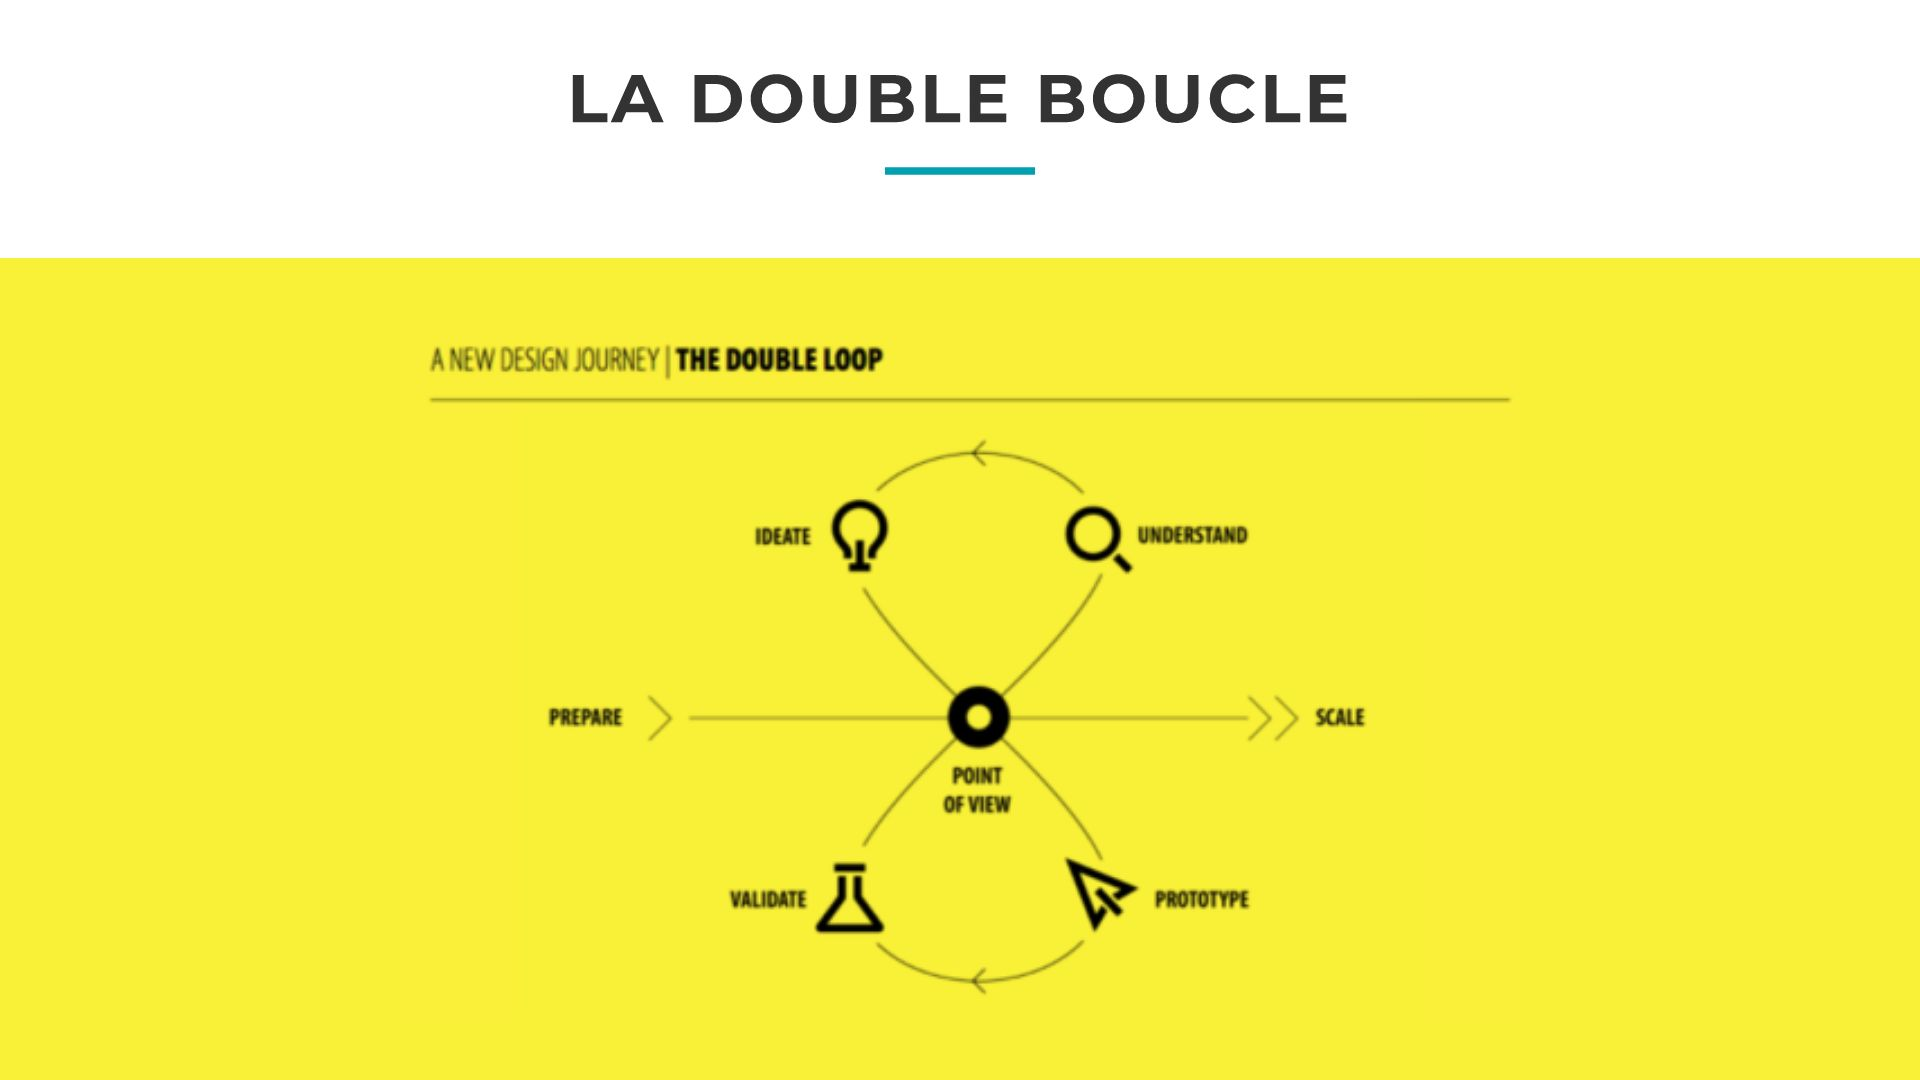 LA DOUBLE BOUCLE
A NEW DESIGN JOURNEY | THE DOUBLE LOOP
IDEATE
UNDERSTAND
PREPARE
SCALE
POINT
OF VIEW
VALIDATE
PROTOTYPE